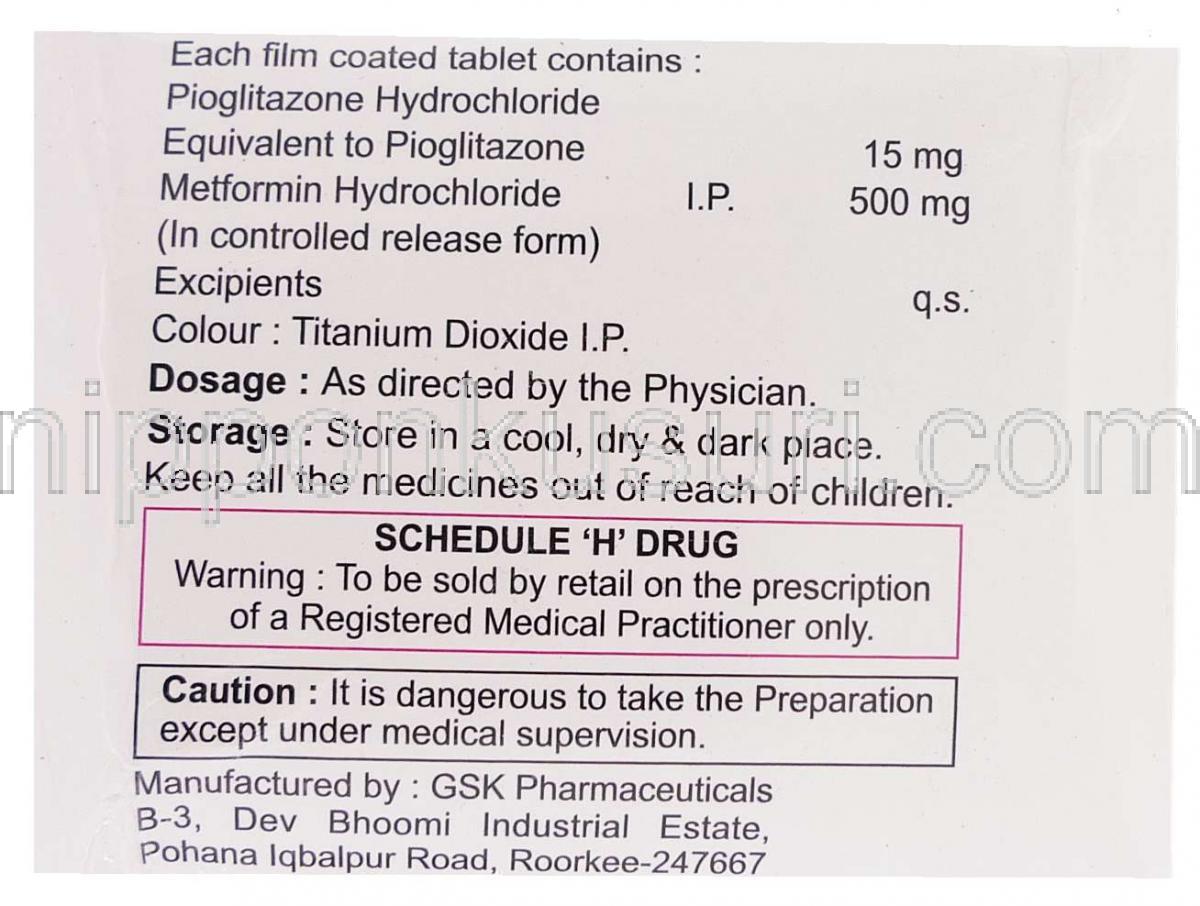 Each film coated tablet contains :
Pioglitazone Hydrochloride
Equivalent to Pioglitazone 15 mg
Metformin Hydrochloride I.P. 500 mg
(In controlled release form)
Excipients q.s.
Colour : Titanium Dioxide I.P.
Dosage : As directed by the Physician.
nipponkusuri.com
Storage : Store in a cool, dry & dark place.
Keep all the medicines out of reach of children.
SCHEDULE ‘H’ DRUG
Warning : To be sold by retail on the prescription
of a Registered Medical Practitioner only.
Caution : It is dangerous to take the Preparation
except under medical supervision.
Manufactured by : GSK Pharmaceuticals
B-3, Dev Bhoomi Industrial Estate,
Pohana Iqbalpur Road, Roorkee-247667